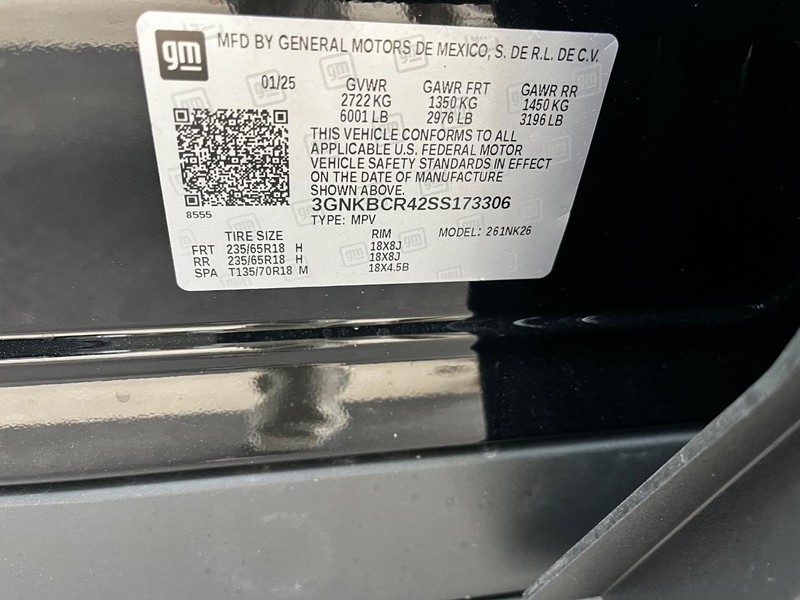 gm MFD BY GENERAL MOTORS DE MEXICO, S. DE R.L. DE C.V.
01/25 GVWR GAWR FRT GAWR RR
2722 KG 1350 KG 1450 KG
6001 LB 2976 LB 3196 LB
THIS VEHICLE CONFORMS TO ALL
APPLICABLE U.S. FEDERAL MOTOR
VEHICLE SAFETY STANDARDS IN EFFECT
ON THE DATE OF MANUFACTURE
SHOWN ABOVE.
3GNKBCR42SS173306
8555
TYPE: MPV MODEL: 261NK26
TIRE SIZE RIM
FRT 235/65R18 H 18X8J
RR 235/65R18 H 18X8J
SPA T135/70R18 M 18X4.5B